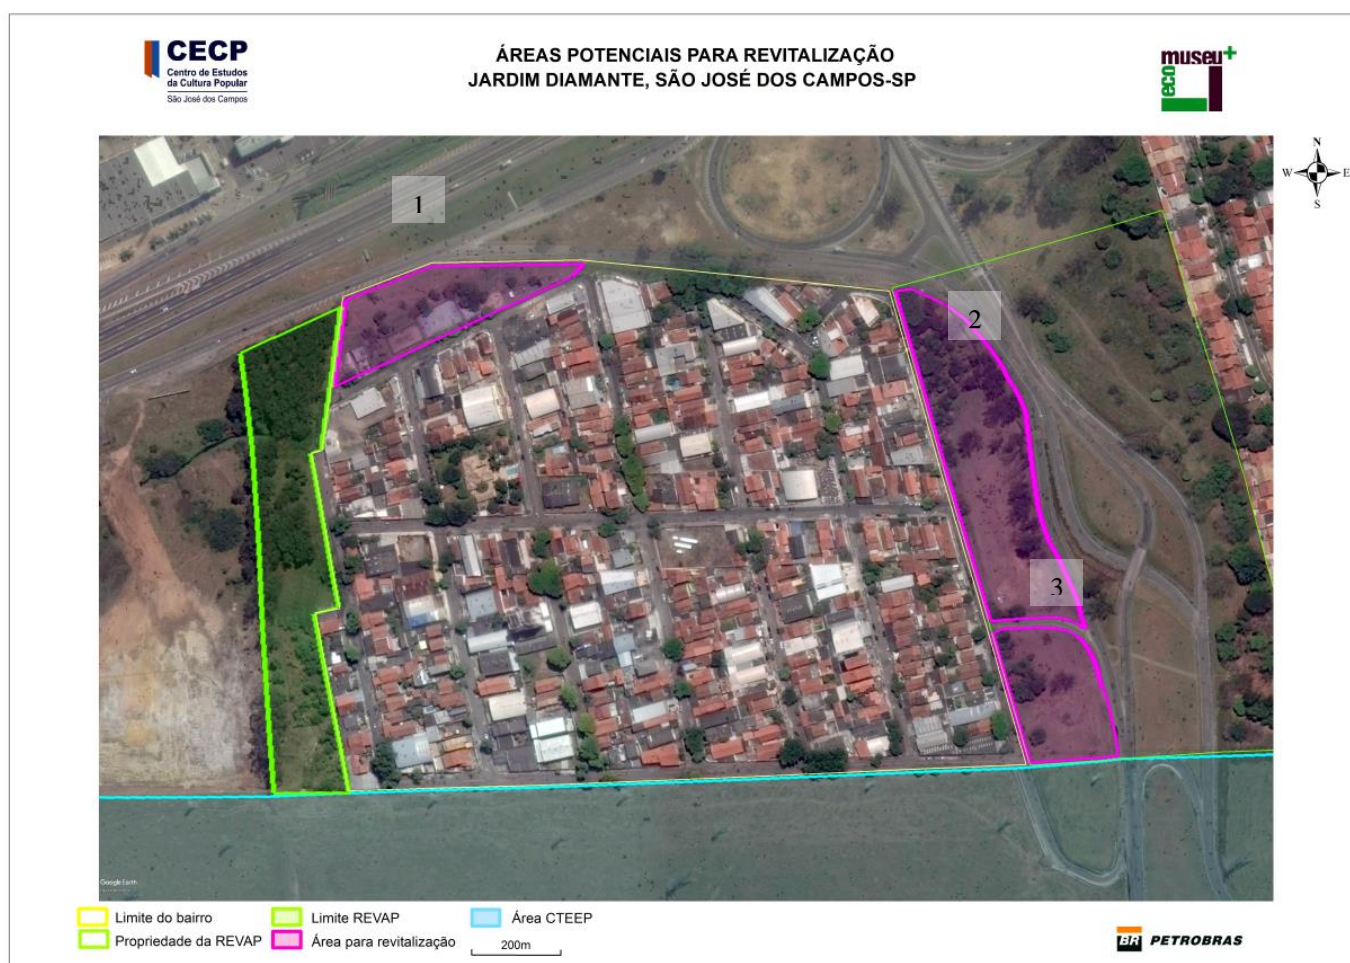 CECP
Centro de Estudos
da Cultura Popular
São José dos Campos
ÁREAS POTENCIAIS PARA REVITALIZAÇÃO
JARDIM DIAMANTE, SÃO JOSÉ DOS CAMPOS-SP
eco
museu+
N
W E
S
1
2
3
Google Earth
Limite do bairro
Limite REVAP
Área CTEEP
Propriedade da REVAP
Área para revitalização
200m
BR PETROBRAS